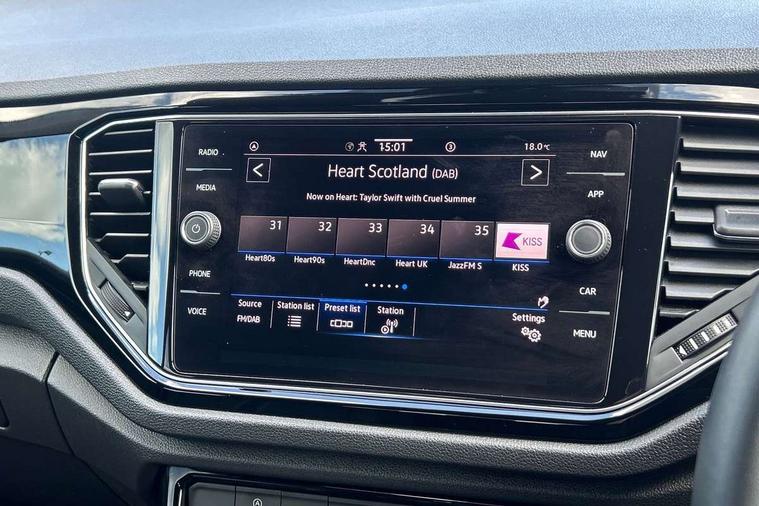 RADIO
MEDIA
PHONE
VOICE
A 15:01 3 18.0°C
< Heart Scotland (DAB) >
Now on Heart: Taylor Swift with Cruel Summer
31 32 33 34 35 KISS
Heart80s Heart90s HeartDnc Heart UK JazzFM S KISS
Source Station list Preset list Station Settings
FM/DAB
NAV
APP
CAR
MENU
A